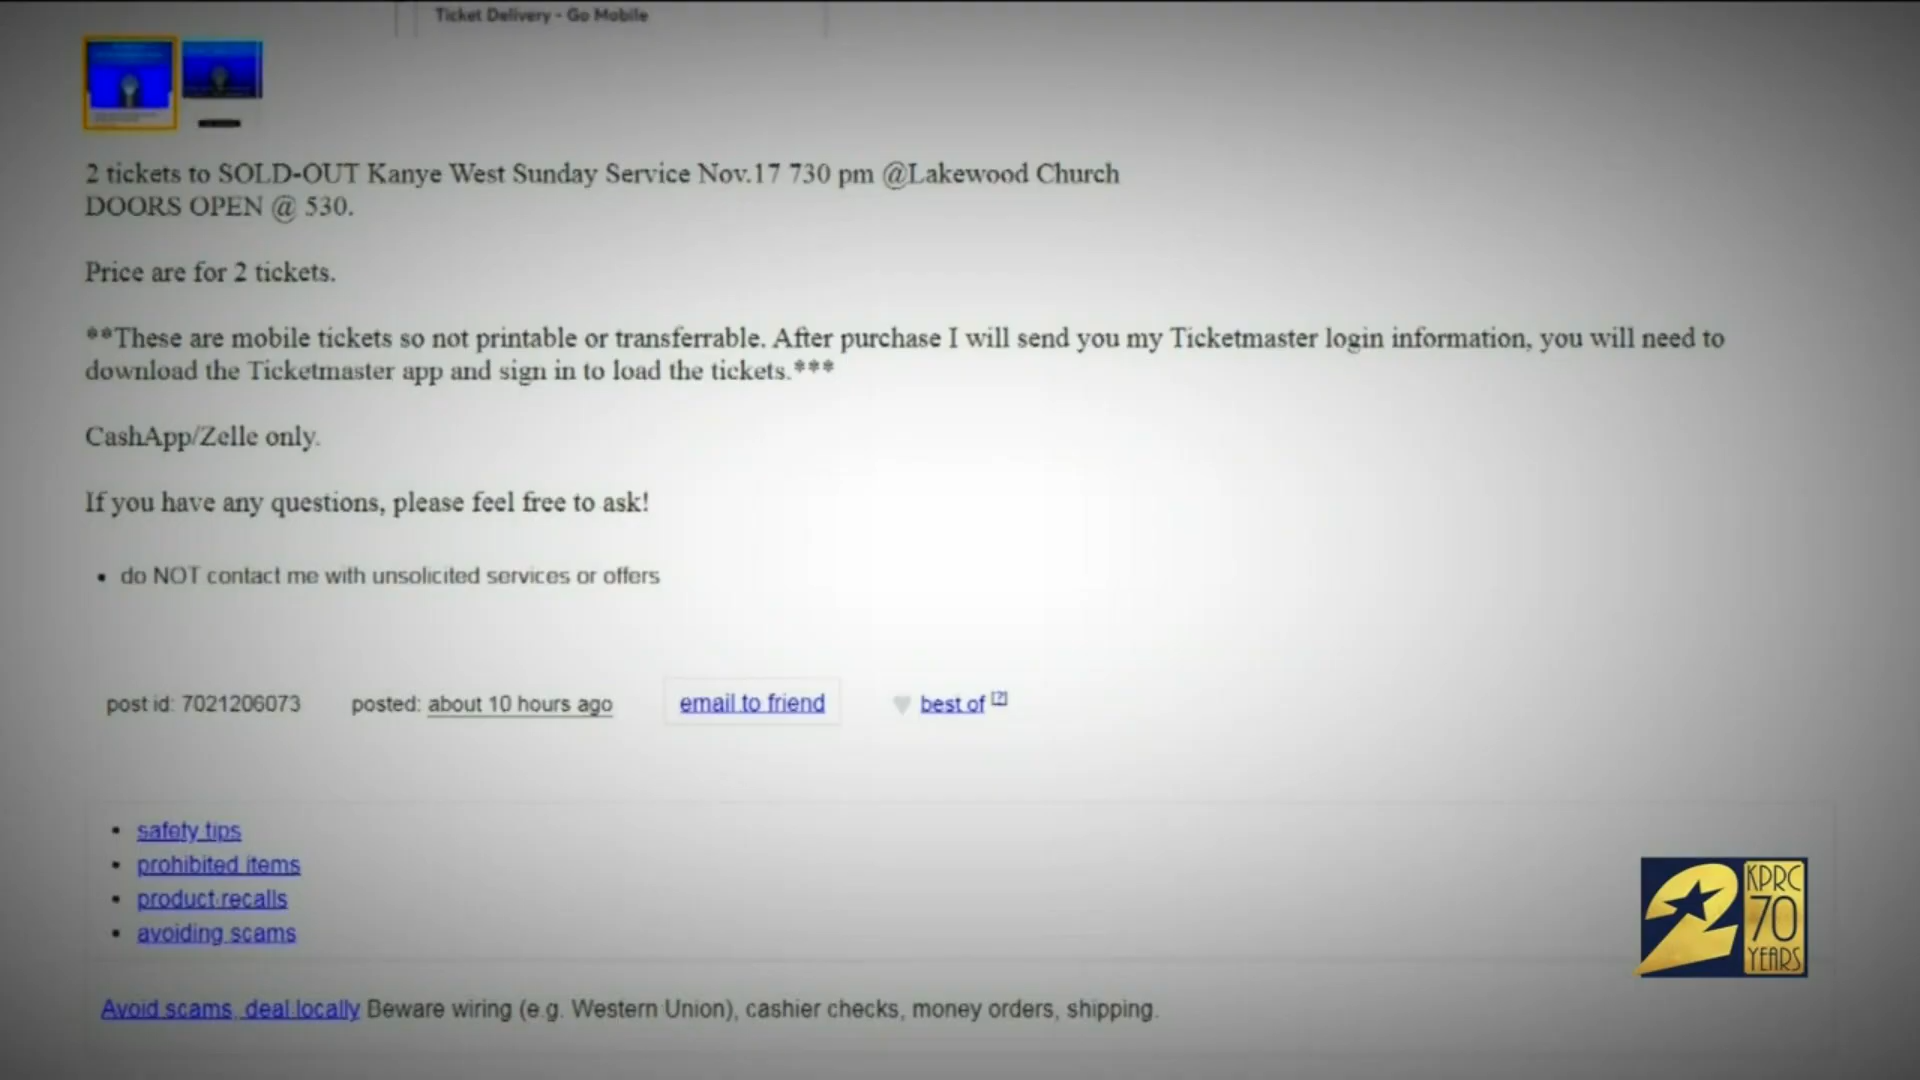 Ticket Delivery - Go Mobile
2 tickets to SOLD-OUT Kanye West Sunday Service Nov.17 730 pm @Lakewood Church
DOORS OPEN @ 530.
Price are for 2 tickets.
**These are mobile tickets so not printable or transferrable. After purchase I will send you my Ticketmaster login information, you will need to
download the Ticketmaster app and sign in to load the tickets.***
CashApp/Zelle only.
If you have any questions, please feel free to ask!
• do NOT contact me with unsolicited services or offers
post id: 7021206073 posted: about 10 hours ago email to friend ♥ best of [?]
• safety tips
• prohibited items
• product recalls
• avoiding scams
2 KPRC
70
YEARS
Avoid scams, deal locally Beware wiring (e.g. Western Union), cashier checks, money orders, shipping.